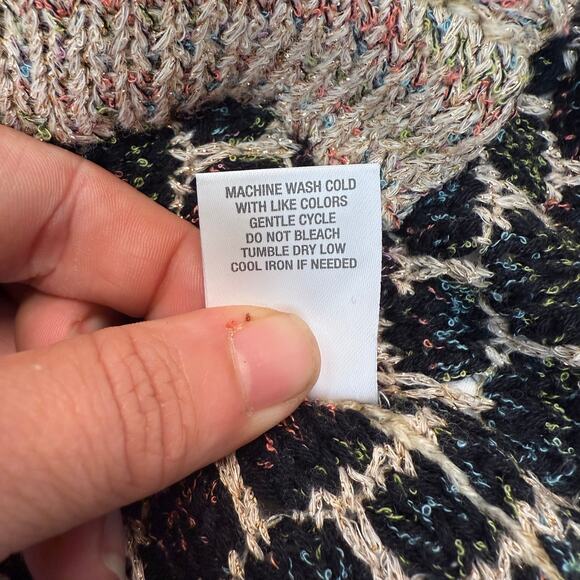 MACHINE WASH COLD
WITH LIKE COLORS
GENTLE CYCLE
DO NOT BLEACH
TUMBLE DRY LOW
COOL IRON IF NEEDED